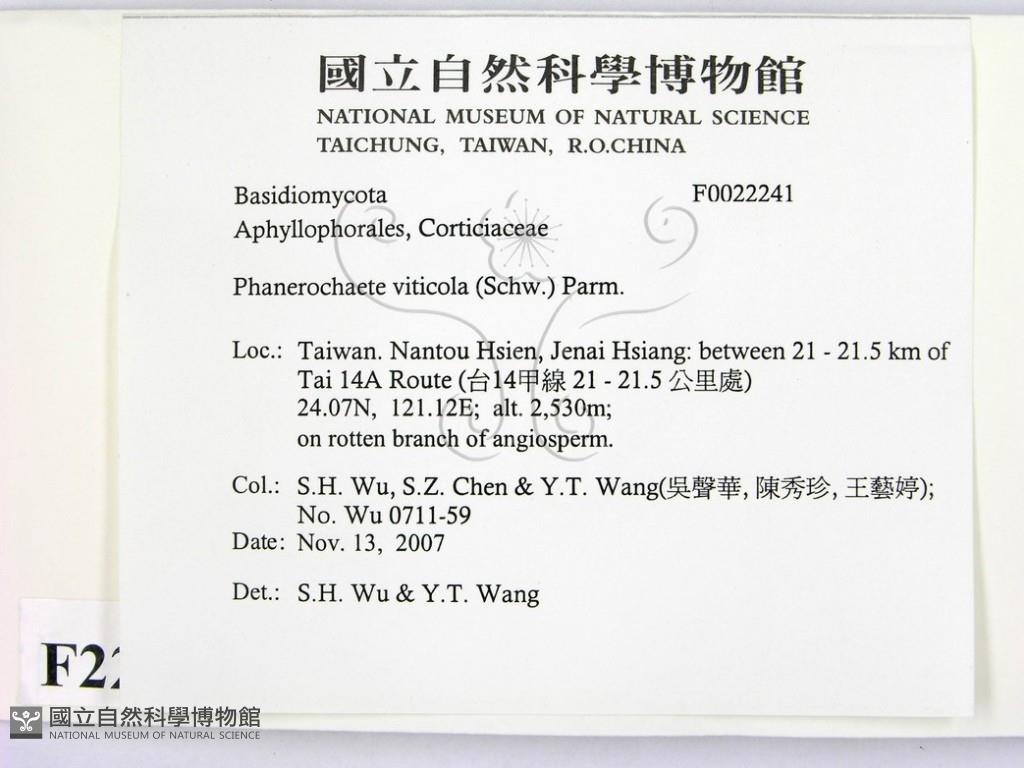 國立自然科學博物館
NATIONAL MUSEUM OF NATURAL SCIENCE
TAICHUNG, TAIWAN, R.O.CHINA
Basidiomycota F0022241
Aphyllophorales, Corticiaceae
Phanerochaete viticola (Schw.) Parm.
Loc.: Taiwan. Nantou Hsien, Jenai Hsiang: between 21 - 21.5 km of
Tai 14A Route (台14甲線 21 - 21.5 公里處)
24.07N, 121.12E; alt. 2,530m;
on rotten branch of angiosperm.
Col.: S.H. Wu, S.Z. Chen & Y.T. Wang(吳聲華, 陳秀珍, 王藝婷);
No. Wu 0711-59
Date: Nov. 13, 2007
Det.: S.H. Wu & Y.T. Wang
F22
國立自然科學博物館
NATIONAL MUSEUM OF NATURAL SCIENCE